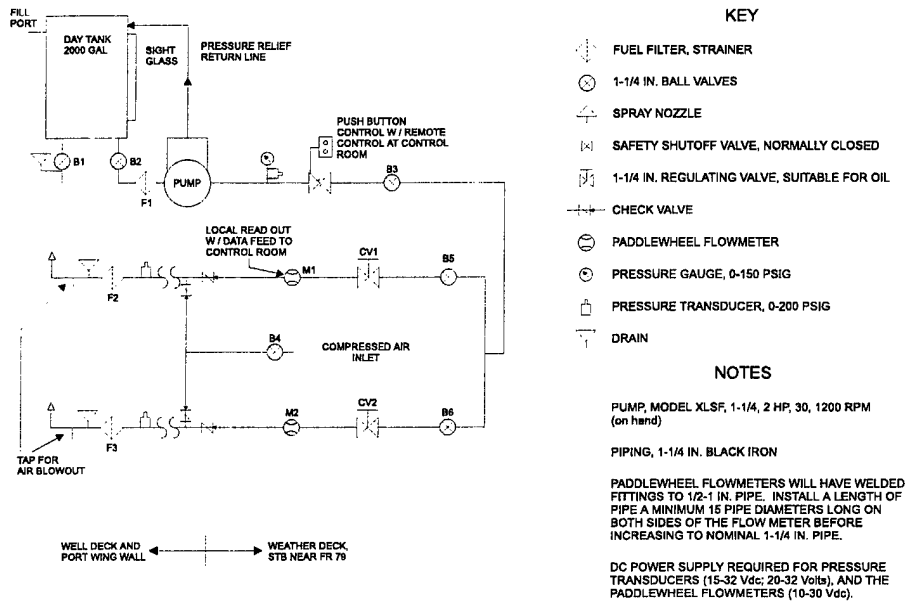 FILL
PORT
DAY TANK
2000 GAL
SIGHT
GLASS
PRESSURE RELIEF
RETURN LINE
PUSH BUTTON
CONTROL W / REMOTE
CONTROL AT CONTROL
ROOM
B1
B2
F1
PUMP
B3
LOCAL READ OUT
W / DATA FEED TO
CONTROL ROOM
M1
CV1
B5
F2
B4
COMPRESSED AIR
INLET
M2
CV2
B6
F3
TAP FOR
AIR BLOWOUT
WELL DECK AND
PORT WING WALL
WEATHER DECK,
STB NEAR FR 79
KEY
FUEL FILTER, STRAINER
1-1/4 IN. BALL VALVES
SPRAY NOZZLE
SAFETY SHUTOFF VALVE, NORMALLY CLOSED
1-1/4 IN. REGULATING VALVE, SUITABLE FOR OIL
CHECK VALVE
PADDLEWHEEL FLOWMETER
PRESSURE GAUGE, 0-150 PSIG
PRESSURE TRANSDUCER, 0-200 PSIG
DRAIN
NOTES
PUMP, MODEL XLSF, 1-1/4, 2 HP, 30, 1200 RPM
(on hand)
PIPING, 1-1/4 IN. BLACK IRON
PADDLEWHEEL FLOWMETERS WILL HAVE WELDED
FITTINGS TO 1/2-1 IN. PIPE. INSTALL A LENGTH OF
PIPE A MINIMUM 15 PIPE DIAMETERS LONG ON
BOTH SIDES OF THE FLOW METER BEFORE
INCREASING TO NOMINAL 1-1/4 IN. PIPE.
DC POWER SUPPLY REQUIRED FOR PRESSURE
TRANSDUCERS (15-32 Vdc; 20-32 Volts), AND THE
PADDLEWHEEL FLOWMETERS (10-30 Vdc).